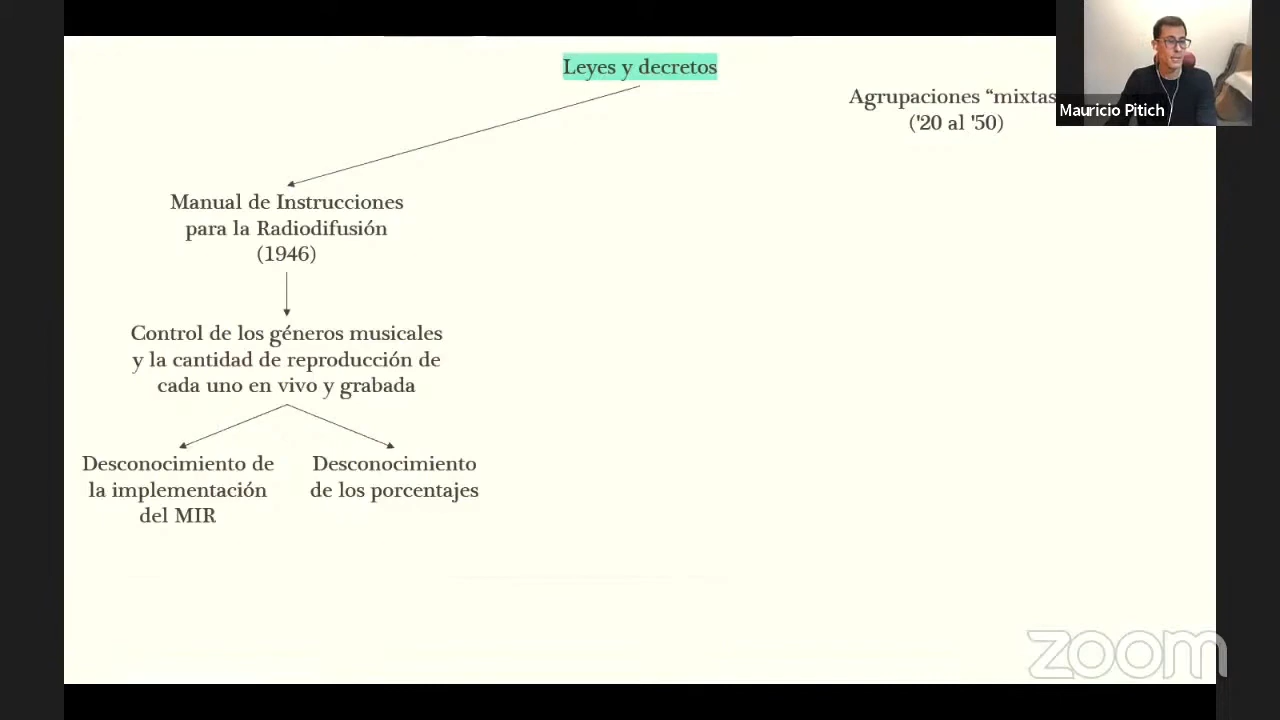 Leyes y decretos
Agrupaciones “mixtas
('20 al '50)
Mauricio Pitich
Manual de Instrucciones
para la Radiodifusión
(1946)
Control de los géneros musicales
y la cantidad de reproducción de
cada uno en vivo y grabada
Desconocimiento de
la implementación
del MIR
Desconocimiento
de los porcentajes
zoom